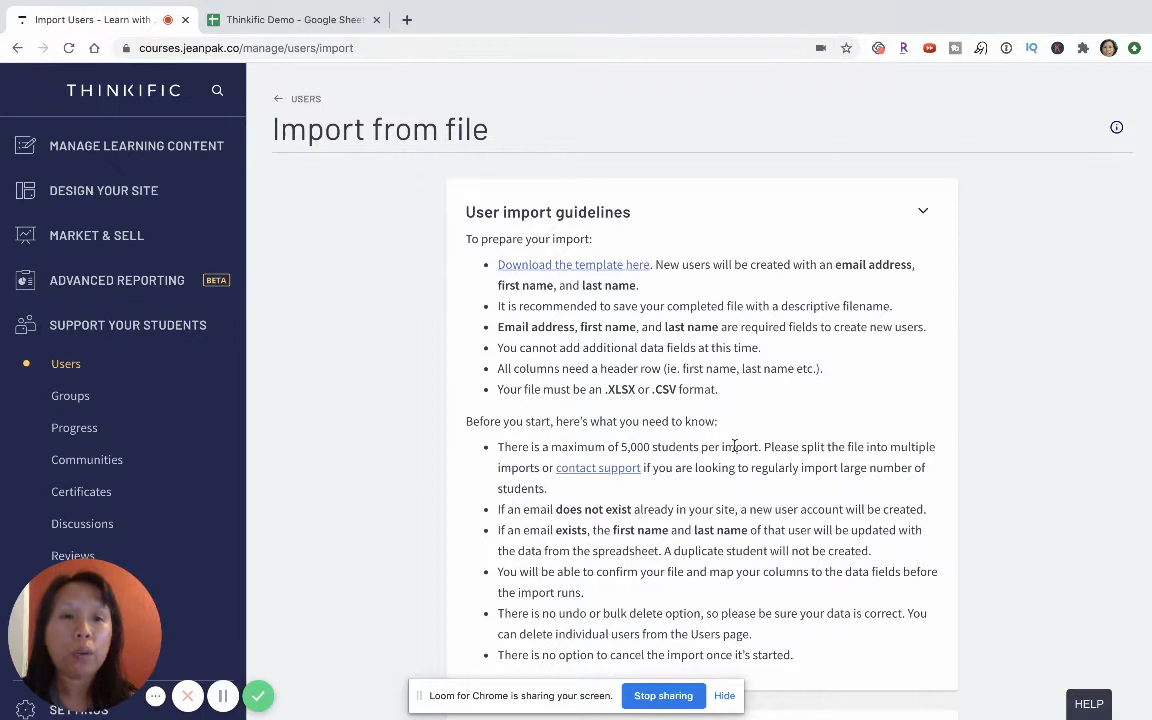 Import Users - Learn with
Thinkific Demo - Google Sheet
courses.jeanpak.co/manage/users/import
THINKIFIC
MANAGE LEARNING CONTENT
DESIGN YOUR SITE
MARKET & SELL
ADVANCED REPORTING BETA
SUPPORT YOUR STUDENTS
Users
Groups
Progress
Communities
Certificates
Discussions
Reviews
SETTINGS
USERS
Import from file
User import guidelines
To prepare your import:
Download the template here. New users will be created with an email address,
first name, and last name.
It is recommended to save your completed file with a descriptive filename.
Email address, first name, and last name are required fields to create new users.
You cannot add additional data fields at this time.
All columns need a header row (ie. first name, last name etc.).
Your file must be an .XLSX or .CSV format.
Before you start, here's what you need to know:
There is a maximum of 5,000 students per import. Please split the file into multiple
imports or contact support if you are looking to regularly import large number of
students.
If an email does not exist already in your site, a new user account will be created.
If an email exists, the first name and last name of that user will be updated with
the data from the spreadsheet. A duplicate student will not be created.
You will be able to confirm your file and map your columns to the data fields before
the import runs.
There is no undo or bulk delete option, so please be sure your data is correct. You
can delete individual users from the Users page.
There is no option to cancel the import once it's started.
Loom for Chrome is sharing your screen. Stop sharing Hide
HELP